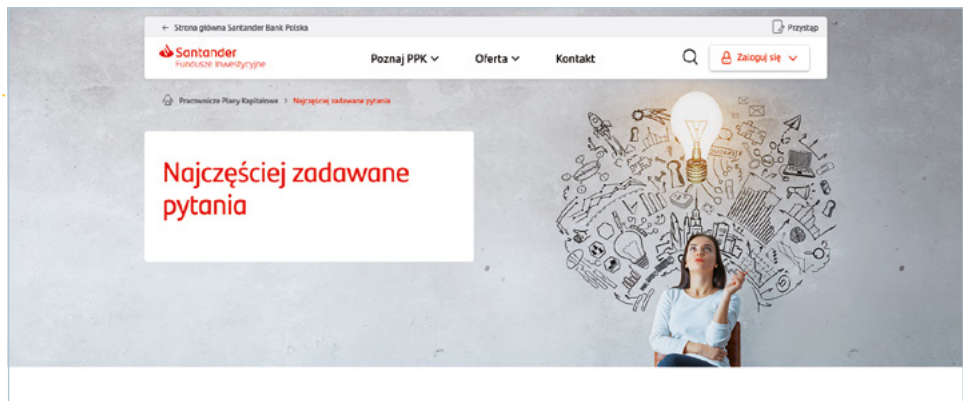 ← Strona główna Santander Bank Polska
Przystąp
Santander
Fundusze Inwestycyjne
Poznaj PPK
Oferta
Kontakt
Zaloguj się
Pracownicze Plany Kapitałowe > Najczęściej zadawane pytania
Najczęściej zadawane
pytania